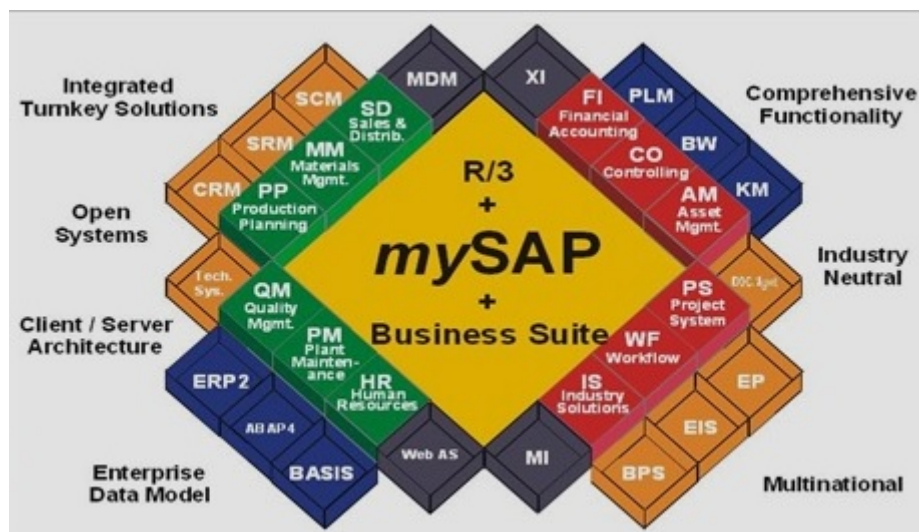 Integrated
Turnkey Solutions
Open
Systems
Client / Server
Architecture
Enterprise
Data Model
SCM
SRM
CRM
Tech.
Sys.
ERP 2
ABAP4
BASIS
SD
Sales &
Distrib.
MM
Materials
Mgmt.
PP
Production
Planning
QM
Quality
Mgmt.
PM
Plant
Mainten-
ance
HR
Human
Resources
MDM
XI
R/3
+
mySAP
+
Business Suite
Web AS
MI
FI
Financial
Accounting
CO
Controlling
AM
Asset
Mgmt.
PS
Project
System
WF
Workflow
IS
Industry
Solutions
PLM
BW
KM
EP
EIS
BPS
Comprehensive
Functionality
Industry
Neutral
Multinational